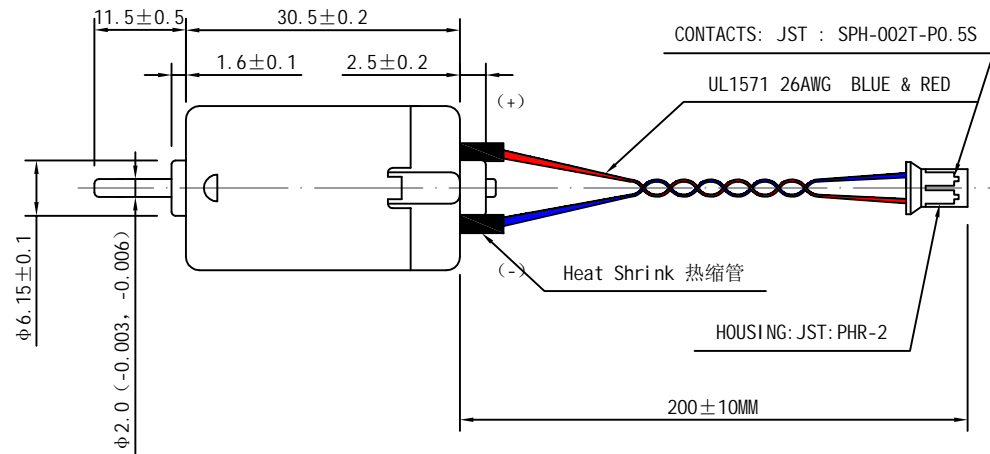 11.5±0.5
30.5±0.2
CONTACTS: JST : SPH-002T-P0.5S
1.6±0.1
2.5±0.2
UL1571 26AWG BLUE & RED
(+)
φ6.15±0.1
φ2.0 (-0.003, -0.006)
(-)
Heat Shrink 热缩管
HOUSING:JST:PHR-2
200±10MM